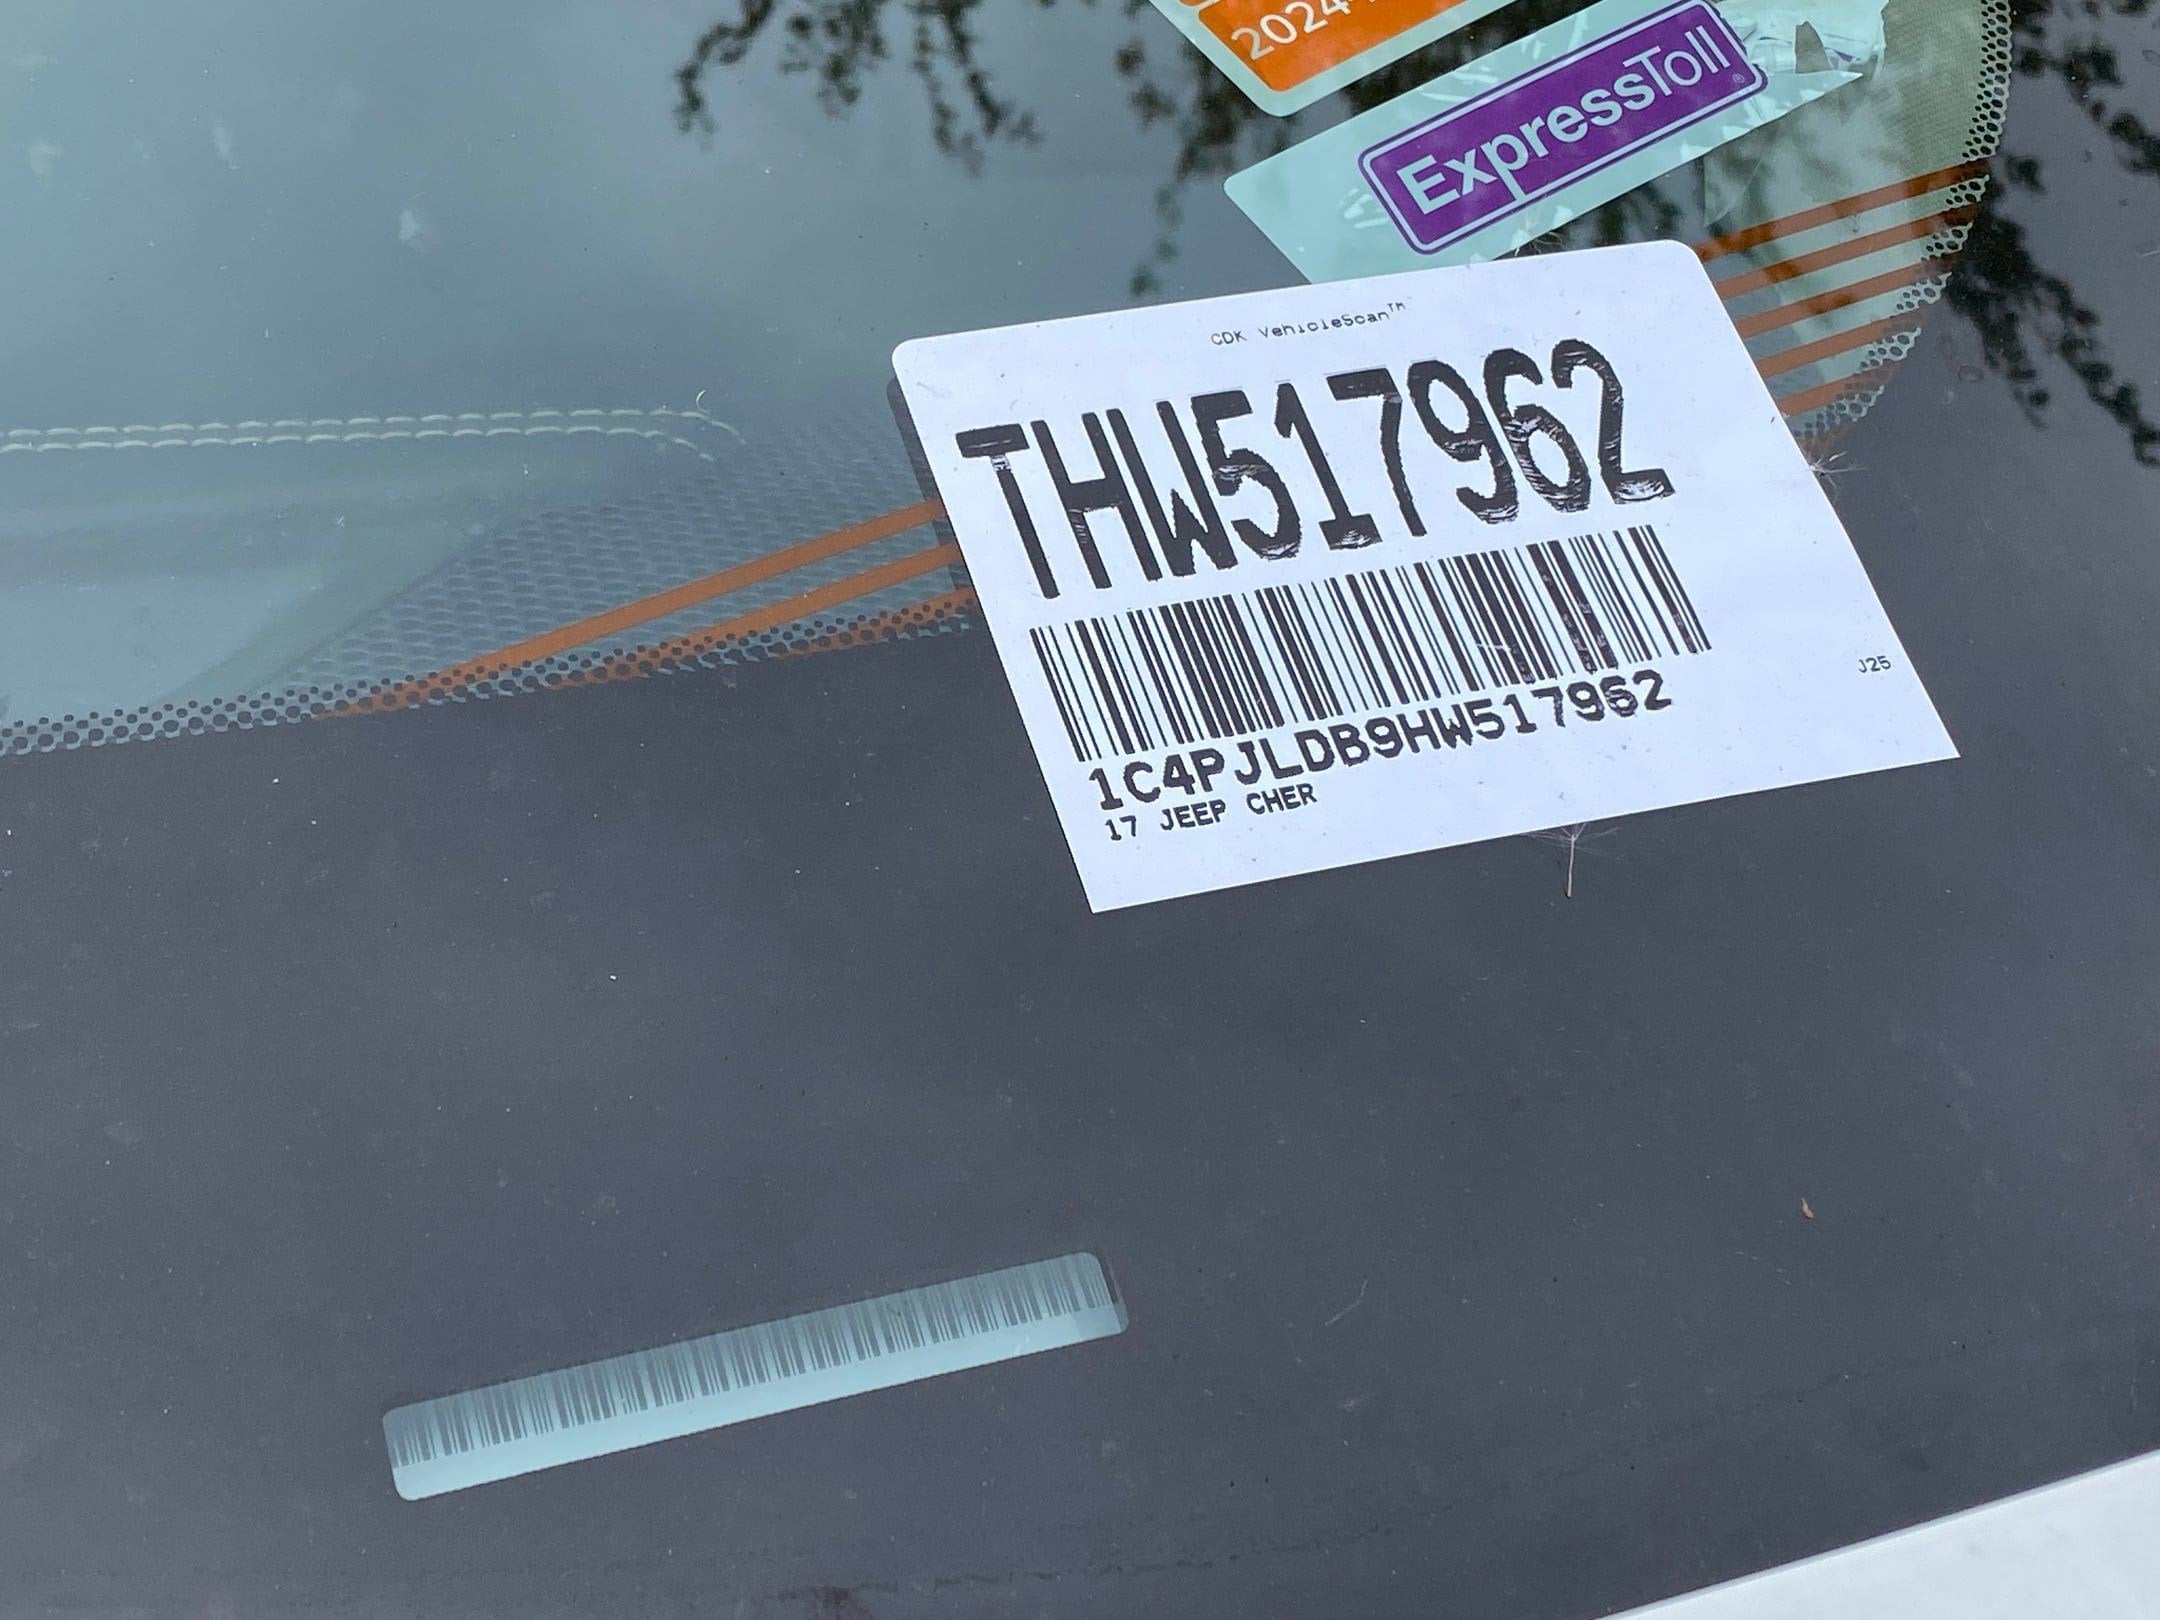 2024
ExpressToll
CDK VehicleScan™
THW517962
1C4PJLDB9HW517962
17 JEEP CHER
J25